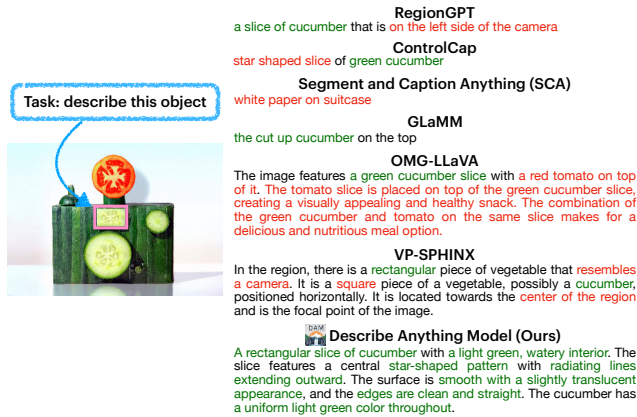 Task: describe this object
RegionGPT
a slice of cucumber that is on the left side of the camera
ControlCap
star shaped slice of green cucumber
Segment and Caption Anything (SCA)
white paper on suitcase
GLaMM
the cut up cucumber on the top
OMG-LLaVA
The image features a green cucumber slice with a red tomato on top
of it. The tomato slice is placed on top of the green cucumber slice,
creating a visually appealing and healthy snack. The combination of
the green cucumber and tomato on the same slice makes for a
delicious and nutritious meal option.
VP-SPHINX
In the region, there is a rectangular piece of vegetable that resembles
a camera. It is a square piece of a vegetable, possibly a cucumber,
positioned horizontally. It is located towards the center of the region
and is the focal point of the image.
DAM
Describe Anything Model (Ours)
A rectangular slice of cucumber with a light green, watery interior. The
slice features a central star-shaped pattern with radiating lines
extending outward. The surface is smooth with a slightly translucent
appearance, and the edges are clean and straight. The cucumber has
a uniform light green color throughout.